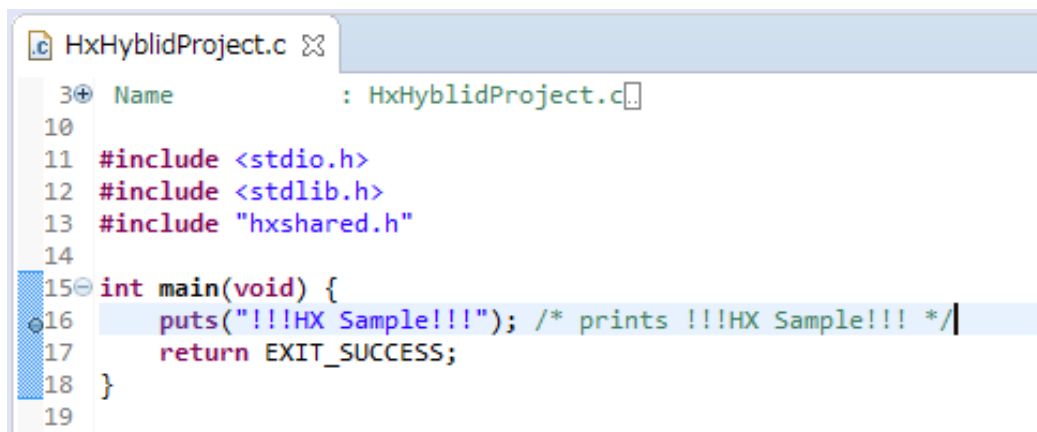 HxHyblidProject.c
3 Name : HxHyblidProject.c
10
11 #include <stdio.h>
12 #include <stdlib.h>
13 #include "hxshared.h"
14
15 int main(void) {
16 puts("!!!HX Sample!!!"); /* prints !!!HX Sample!!! */
17 return EXIT_SUCCESS;
18 }
19